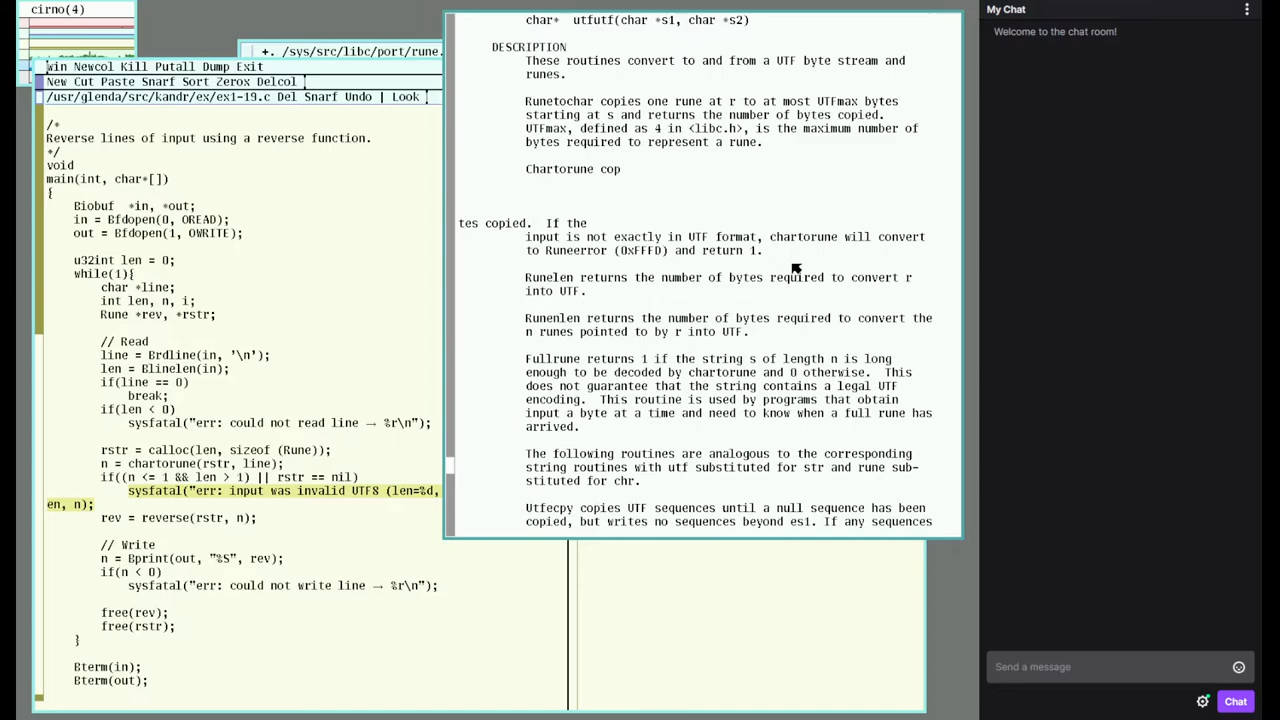 cirno(4)
+. /sys/src/libc/port/rune.
win Newcol Kill Putall Dump Exit
New Cut Paste Snarf Sort Zerox Delcol
/usr/glenda/src/kandr/ex/ex1-19.c Del Snarf Undo | Look
/*
Reverse lines of input using a reverse function.
*/
void
main(int, char*[])
{
Biobuf *in, *out;
in = Bfdopen(0, OREAD);
out = Bfdopen(1, OWRITE);
u32int len = 0;
while(1){
char *line;
int len, n, i;
Rune *rev, *rstr;
// Read
line = Brdline(in, '\n');
len = Blinelen(in);
if(line == 0)
break;
if(len < 0)
sysfatal("err: could not read line → %r\n");
rstr = calloc(len, sizeof (Rune));
n = chartorune(rstr, line);
if((n <= 1 && len > 1) || rstr == nil)
sysfatal("err: input was invalid UTF8 (len=%d,
en, n);
rev = reverse(rstr, n);
// Write
n = Bprint(out, "%S", rev);
if(n < 0)
sysfatal("err: could not write line → %r\n");
free(rev);
free(rstr);
}
Bterm(in);
Bterm(out);
char* utfutf(char *s1, char *s2)
DESCRIPTION
These routines convert to and from a UTF byte stream and
runes.
Runetochar copies one rune at r to at most UTFmax bytes
starting at s and returns the number of bytes copied.
UTFmax, defined as 4 in <libc.h>, is the maximum number of
bytes required to represent a rune.
Chartorune cop
tes copied. If the
input is not exactly in UTF format, chartorune will convert
to Runeerror (0xFFFD) and return 1.
Runelen returns the number of bytes required to convert r
into UTF.
Runenlen returns the number of bytes required to convert the
n runes pointed to by r into UTF.
Fullrune returns 1 if the string s of length n is long
enough to be decoded by chartorune and 0 otherwise. This
does not guarantee that the string contains a legal UTF
encoding. This routine is used by programs that obtain
input a byte at a time and need to know when a full rune has
arrived.
The following routines are analogous to the corresponding
string routines with utf substituted for str and rune sub-
stituted for chr.
Utfecpy copies UTF sequences until a null sequence has been
copied, but writes no sequences beyond es1. If any sequences
My Chat
Welcome to the chat room!
Send a message
Chat